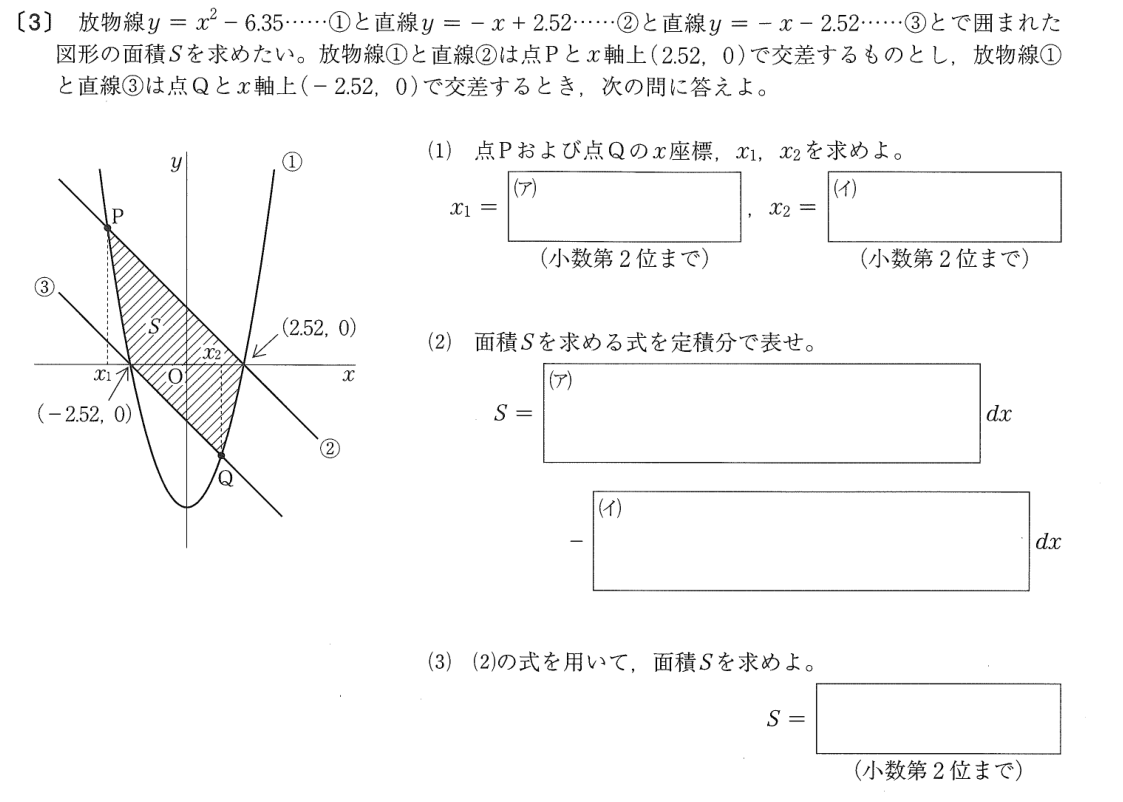 〔3〕 放物線y = x² − 6.35……①と直線y = − x + 2.52……②と直線y = − x − 2.52……③とで囲まれた
図形の面積Sを求めたい。放物線①と直線②は点Pとx軸上(2.52, 0)で交差するものとし，放物線①
と直線③は点Qとx軸上(− 2.52, 0)で交差するとき，次の問に答えよ。
y
①
P
③
S
(2.52, 0)
x₂
x₁
O
x
(−2.52, 0)
②
Q
(1) 点Pおよび点Qのx座標，x₁，x₂を求めよ。
x₁ = (ア) ，x₂ = (イ)
(小数第2位まで) (小数第2位まで)
(2) 面積Sを求める式を定積分で表せ。
S = (ア) dx
− (イ) dx
(3) (2)の式を用いて，面積Sを求めよ。
S =
(小数第2位まで)